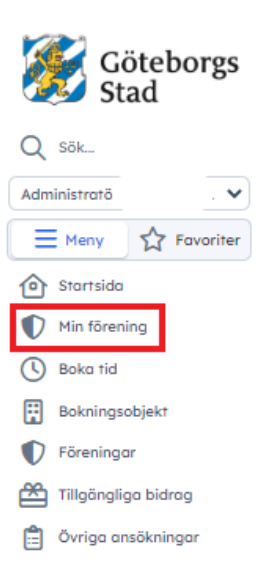 Göteborgs
Stad
Sök...
Administratö .
Meny Favoriter
Startsida
Min förening
Boka tid
Bokningsobjekt
Föreningar
Tillgängliga bidrag
Övriga ansökningar